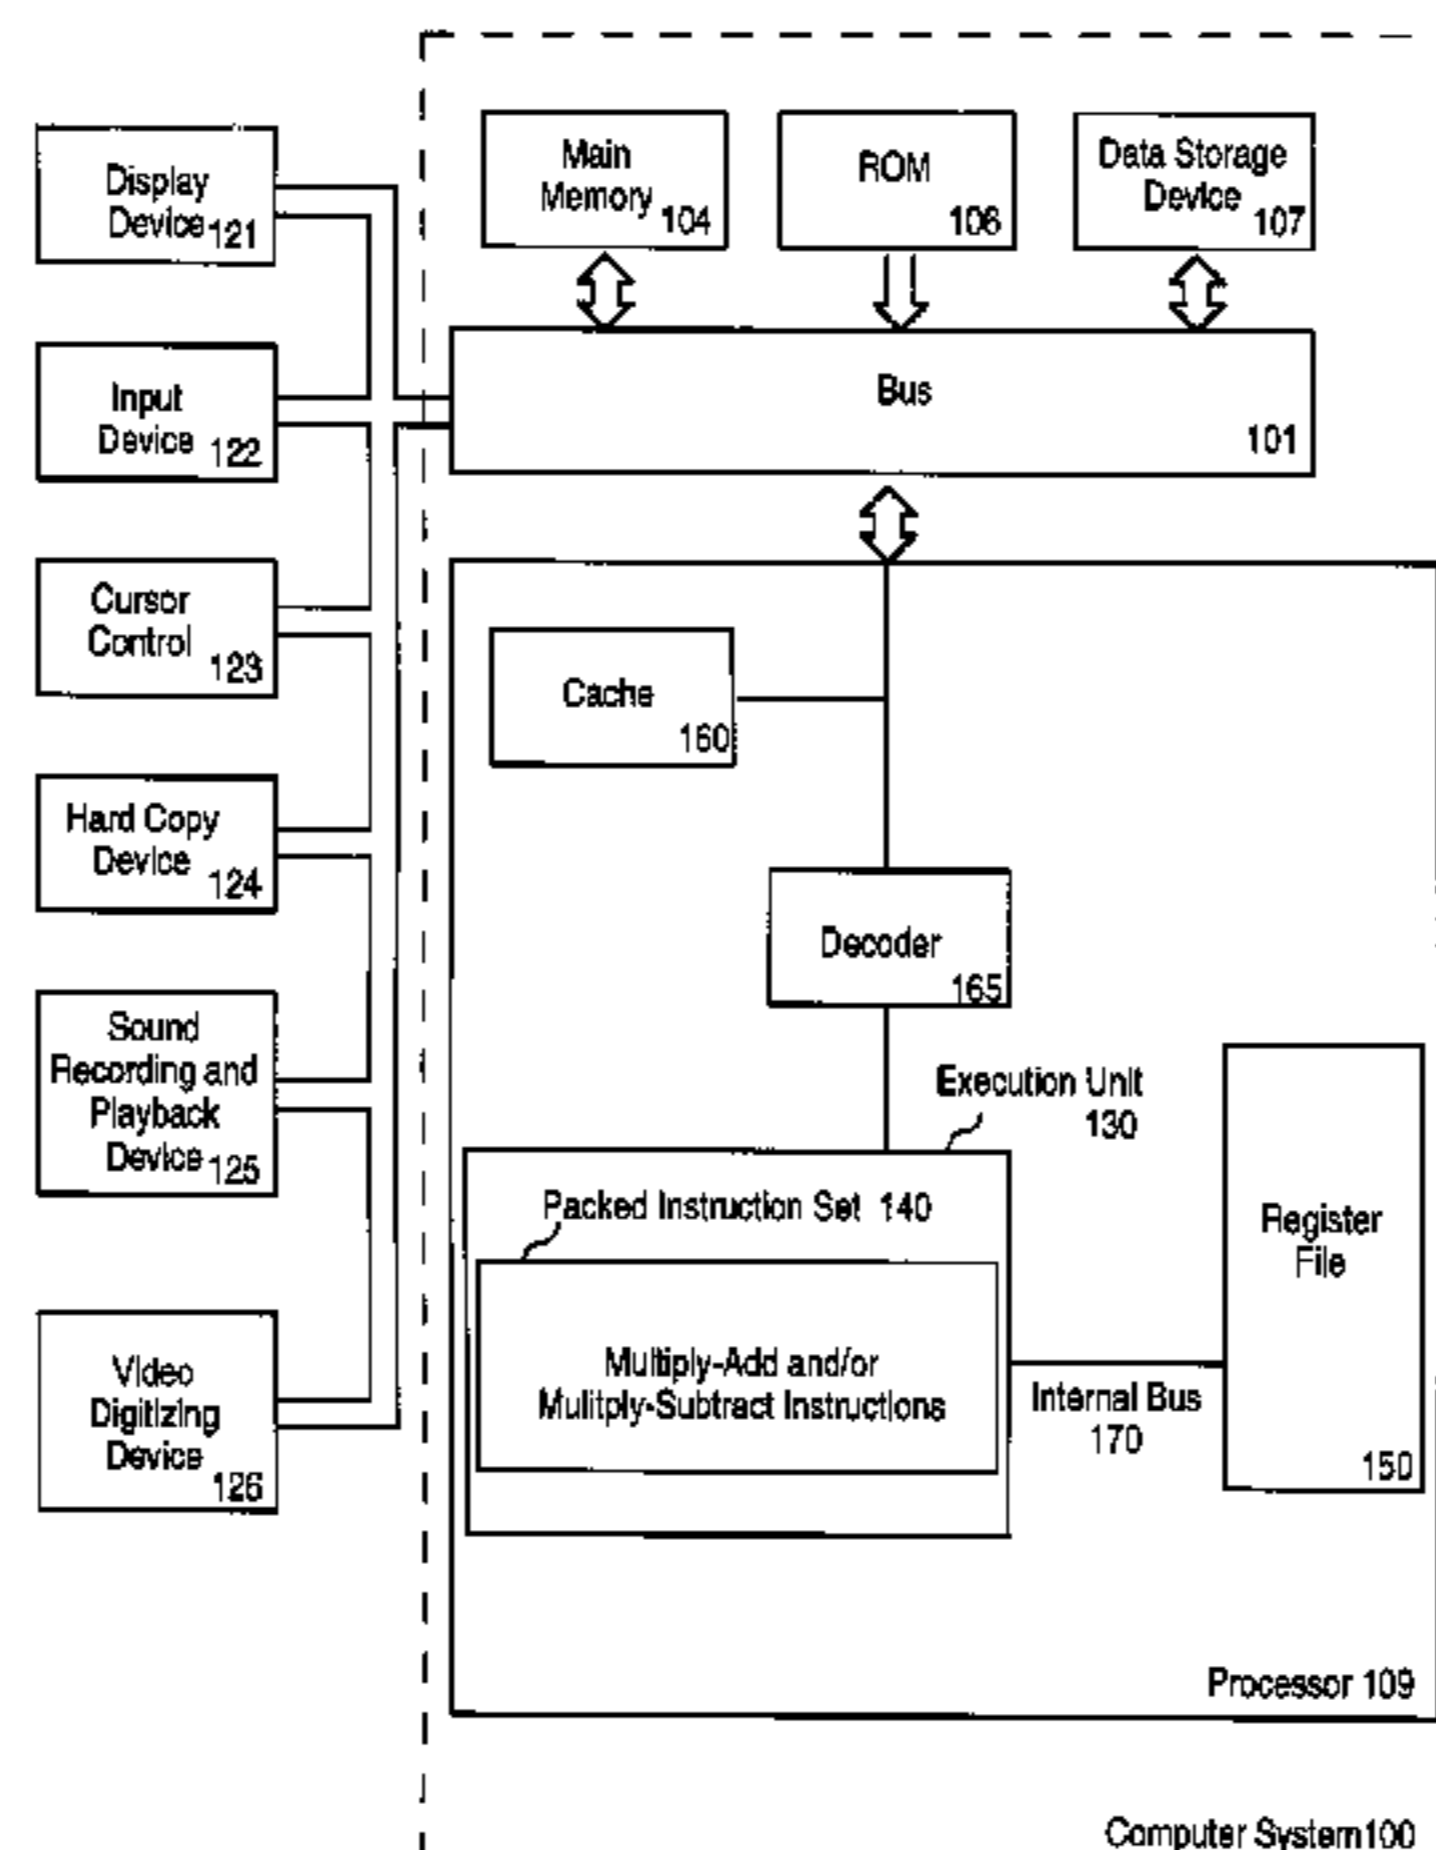 Display
Device 121
Main
Memory 104
ROM
106
Data Storage
Device 107
Input
Device 122
Bus
101
Cursor
Control 123
Cache
160
Hard Copy
Device 124
Decoder
165
Sound
Recording and
Playback
Device 125
Execution Unit
130
Packed Instruction Set 140
Multiply-Add and/or
Mulitply-Subtract Instructions
Internal Bus
170
Register
File
150
Video
Digitizing
Device 126
Processor 109
Computer System100